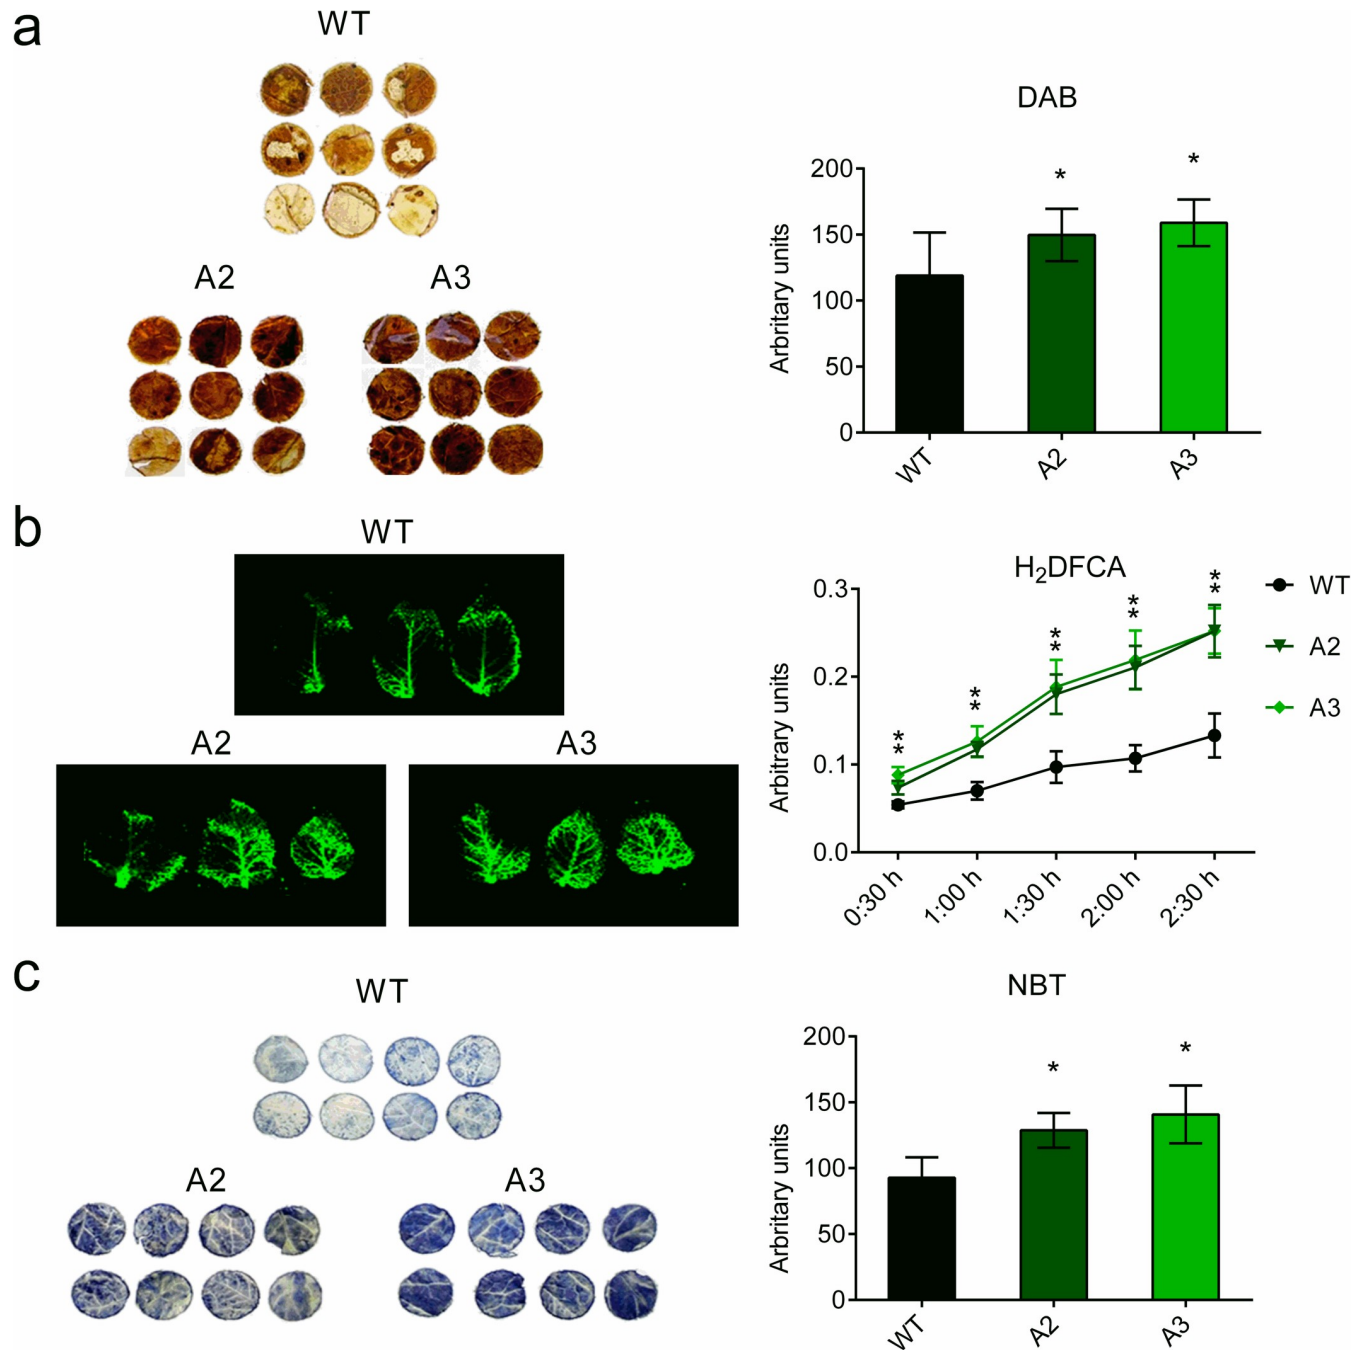 a
WT
A2
A3
DAB
Arbritary units
200
150
100
50
0
*
*
WT
A2
A3
b
WT
A2
A3
H₂DFCA
Arbitrary units
0.3
0.2
0.1
0.0
**
**
**
**
**
0:30 h
1:00 h
1:30 h
2:00 h
2:30 h
WT
A2
A3
c
WT
A2
A3
NBT
Arbritary units
200
150
100
50
0
*
*
WT
A2
A3